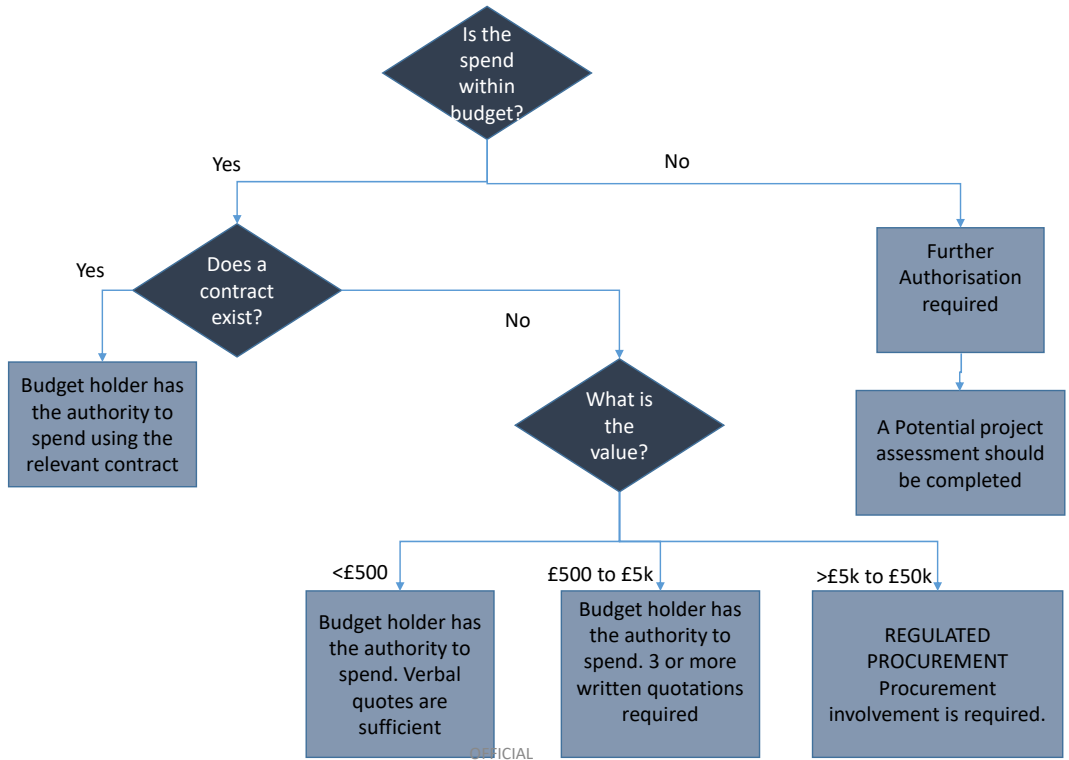 Is the
spend
within
budget?
Yes
No
Does a
contract
exist?
Yes
No
Further
Authorisation
required
Budget holder has
the authority to
spend using the
relevant contract
What is
the
value?
A Potential project
assessment should
be completed
<£500
£500 to £5k
>£5k to £50k
Budget holder has
the authority to
spend. Verbal
quotes are
sufficient
Budget holder has
the authority to
spend. 3 or more
written quotations
required
REGULATED
PROCUREMENT
Procurement
involvement is required.
OFFICIAL